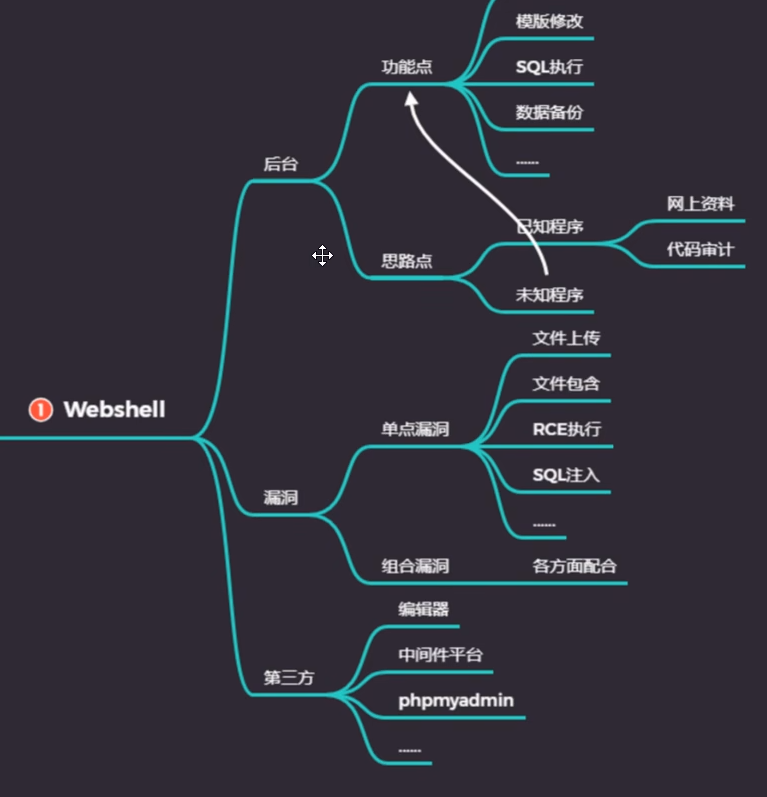 模版修改
功能点
SQL执行
数据备份
......
后台
已知程序
网上资料
代码审计
思路点
未知程序
1 Webshell
文件上传
文件包含
单点漏洞
RCE执行
SQL注入
......
漏洞
组合漏洞
各方面配合
编辑器
中间件平台
第三方
phpmyadmin
......